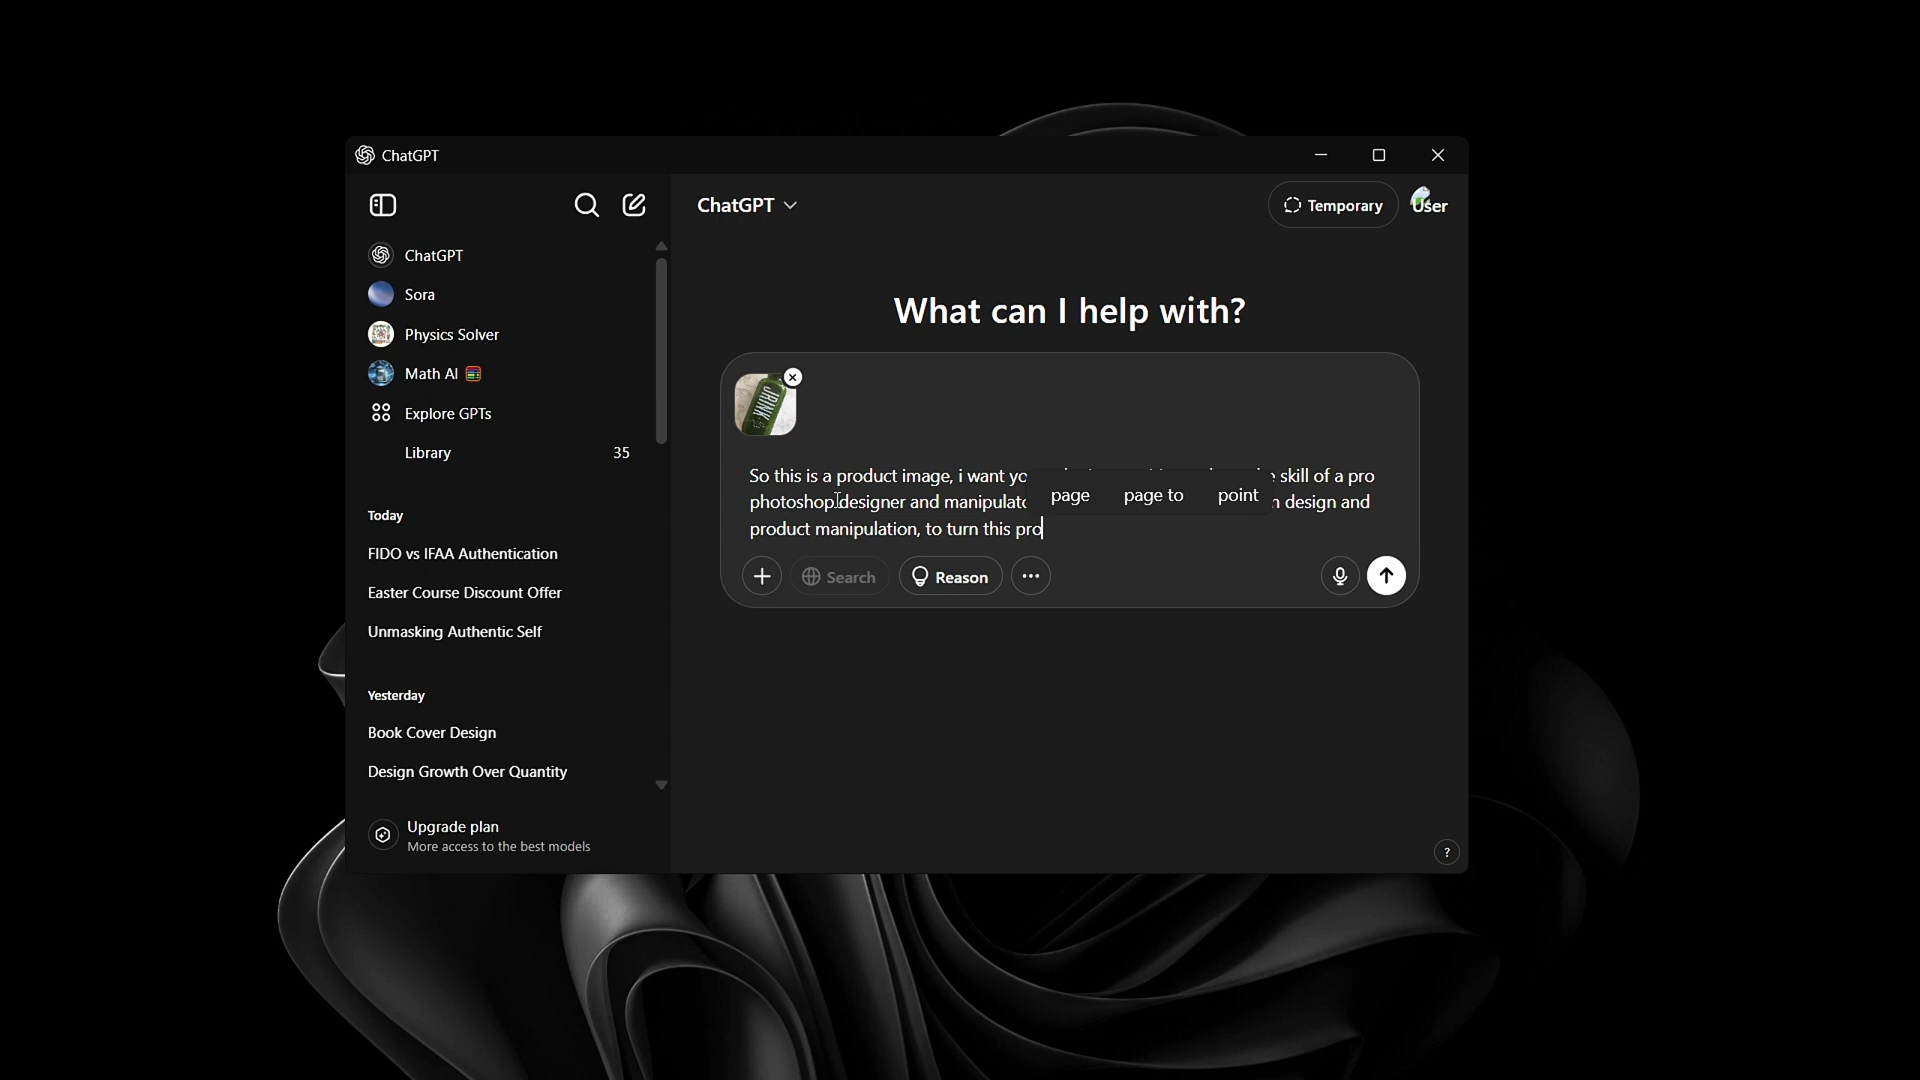 ChatGPT
ChatGPT
Temporary
User
ChatGPT
Sora
Physics Solver
Math AI
Explore GPTs
Library 35
What can I help with?
JRINK
So this is a product image, i want yo skill of a pro
photoshop designer and manipulato design and
product manipulation, to turn this pro
page page to point
Search
Reason
Today
FIDO vs IFAA Authentication
Easter Course Discount Offer
Unmasking Authentic Self
Yesterday
Book Cover Design
Design Growth Over Quantity
Upgrade plan
More access to the best models
?